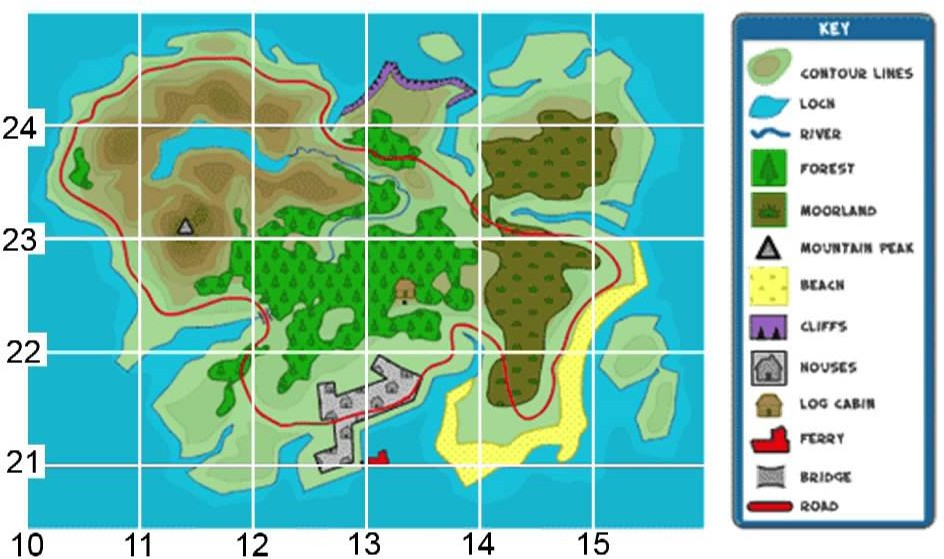 KEY
CONTOUR LINES
LOCH
RIVER
FOREST
MOORLAND
MOUNTAIN PEAK
BEACH
CLIFFS
HOUSES
LOG CABIN
FERRY
BRIDGE
ROAD
24
23
22
21
10 11 12 13 14 15